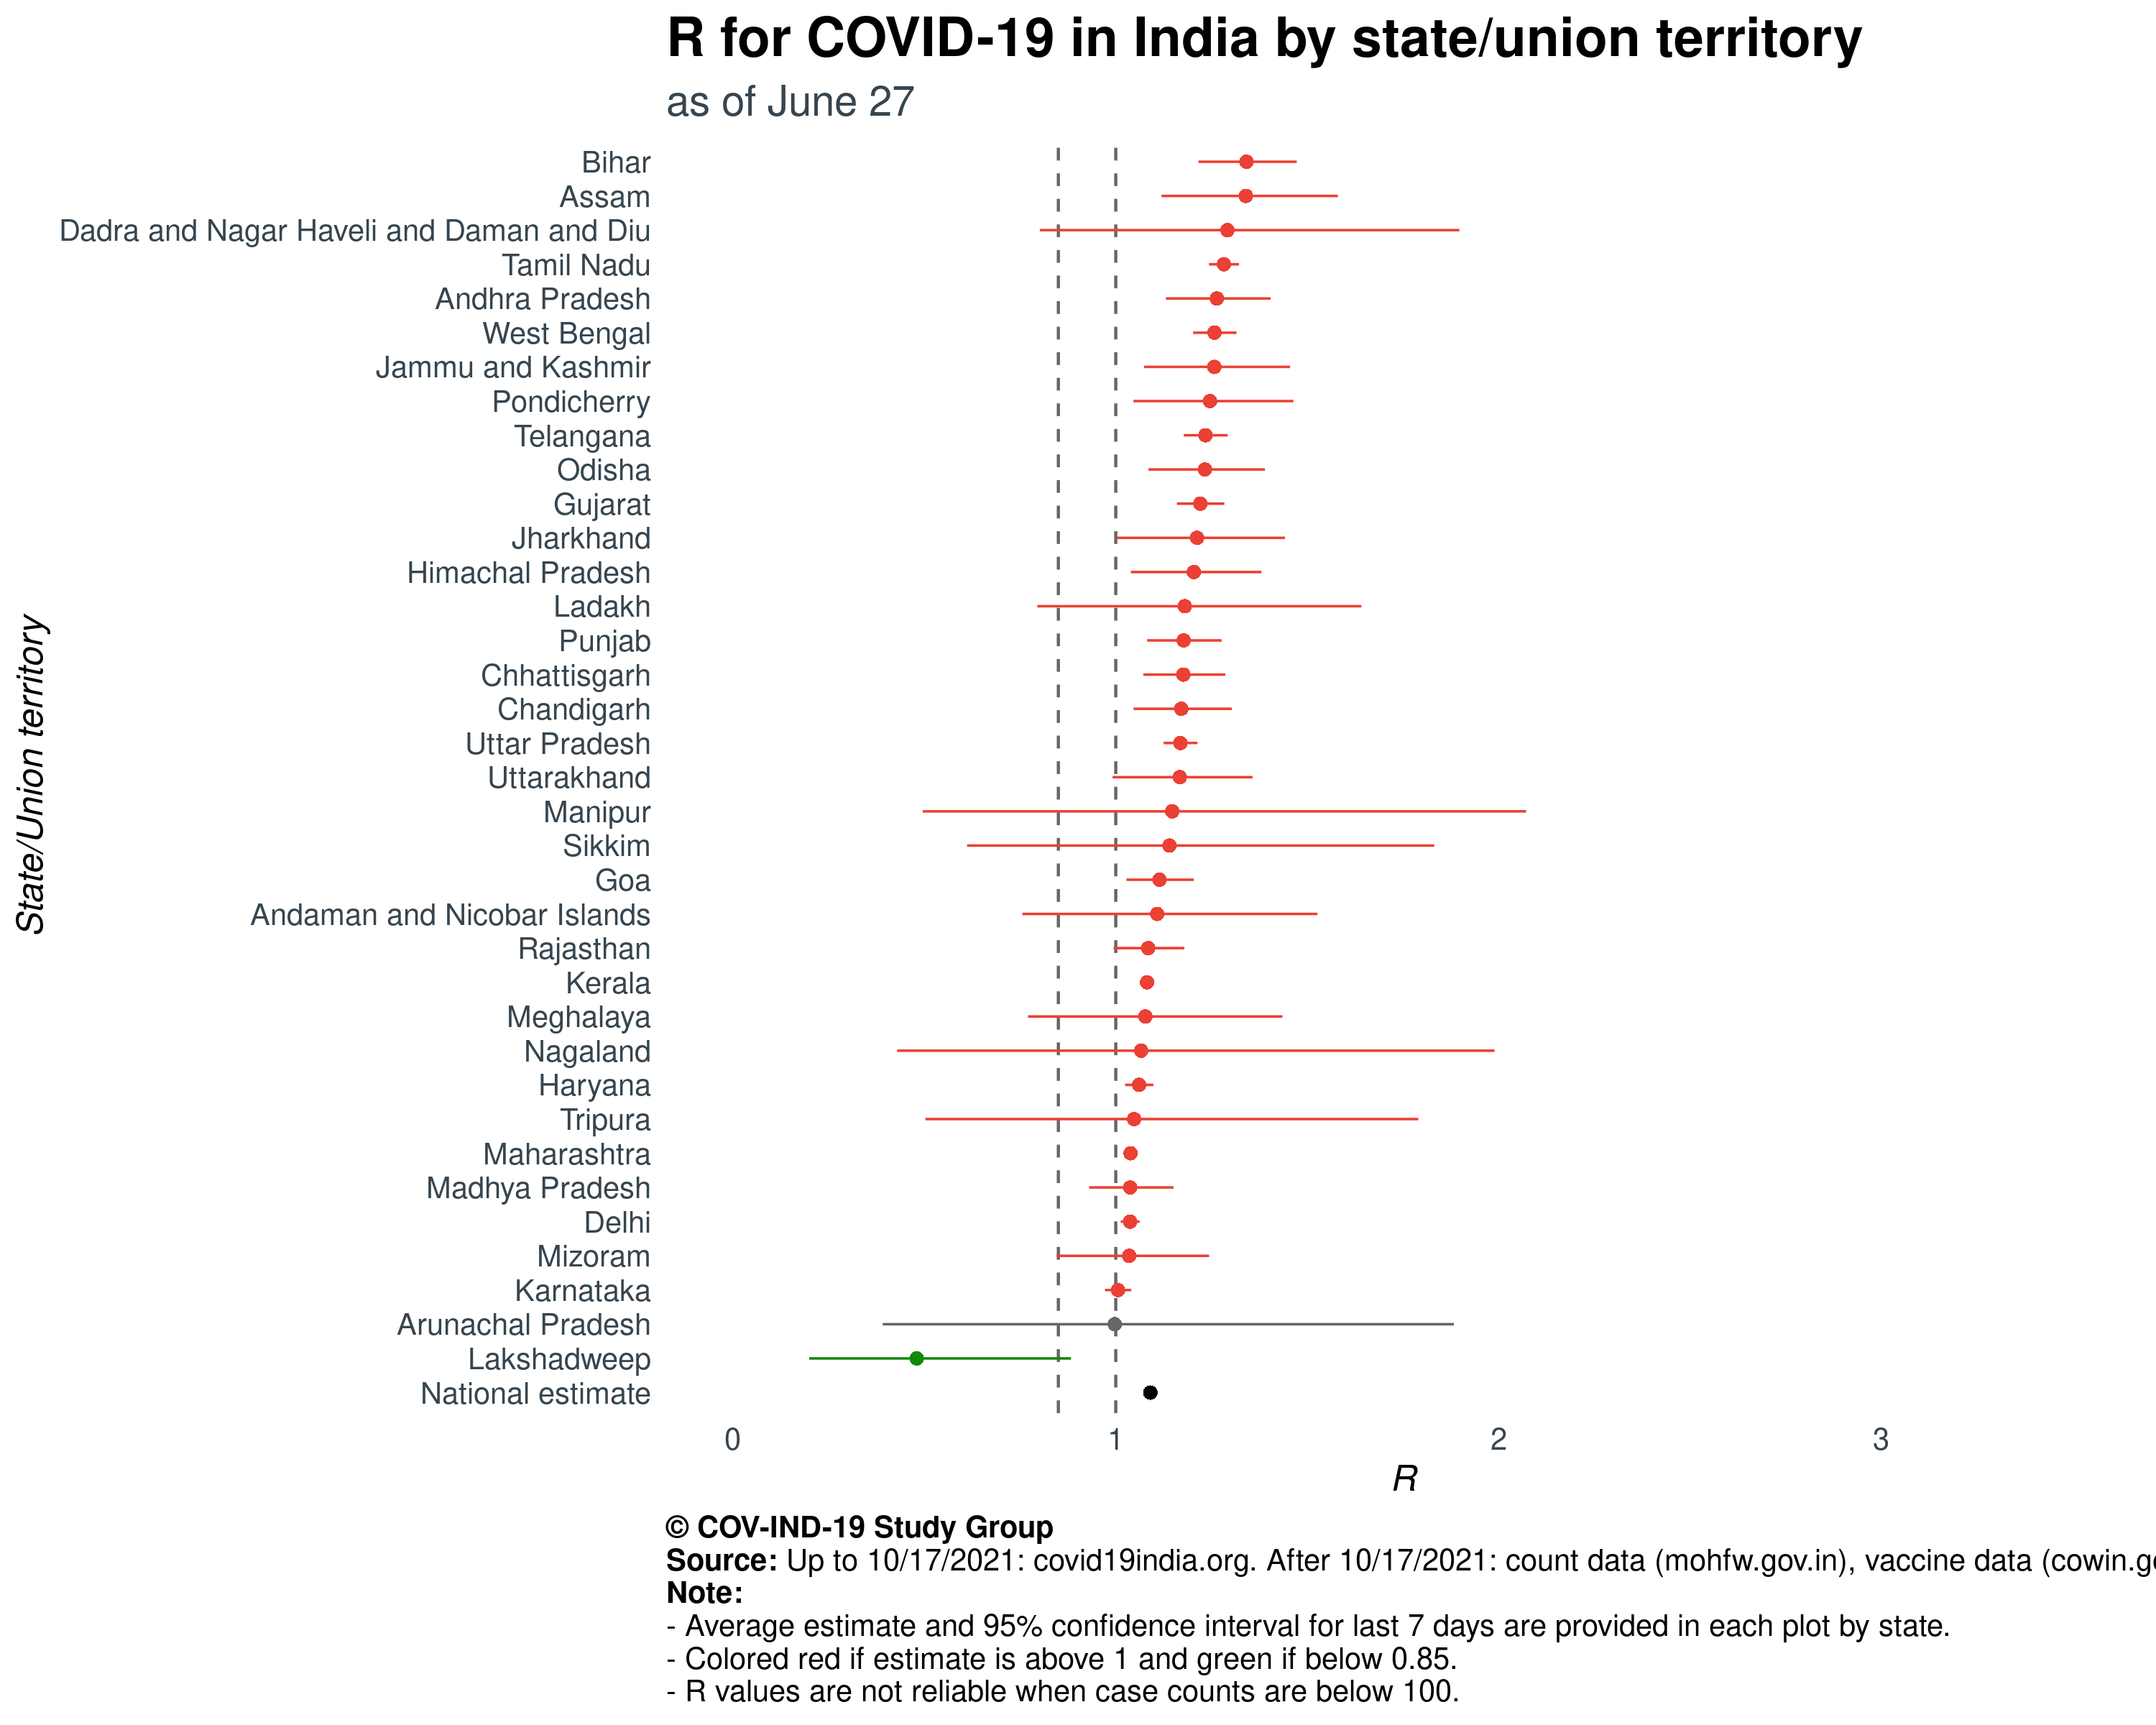 R for COVID-19 in India by state/union territory
as of June 27
State/Union territory
Bihar
Assam
Dadra and Nagar Haveli and Daman and Diu
Tamil Nadu
Andhra Pradesh
West Bengal
Jammu and Kashmir
Pondicherry
Telangana
Odisha
Gujarat
Jharkhand
Himachal Pradesh
Ladakh
Punjab
Chhattisgarh
Chandigarh
Uttar Pradesh
Uttarakhand
Manipur
Sikkim
Goa
Andaman and Nicobar Islands
Rajasthan
Kerala
Meghalaya
Nagaland
Haryana
Tripura
Maharashtra
Madhya Pradesh
Delhi
Mizoram
Karnataka
Arunachal Pradesh
Lakshadweep
National estimate
0 1 2 3
R
© COV-IND-19 Study Group
Source: Up to 10/17/2021: covid19india.org. After 10/17/2021: count data (mohfw.gov.in), vaccine data
Note:
- Average estimate and 95% confidence interval for last 7 days are provided in each plot by state.
- Colored red if estimate is above 1 and green if below 0.85.
- R values are not reliable when case counts are below 100.